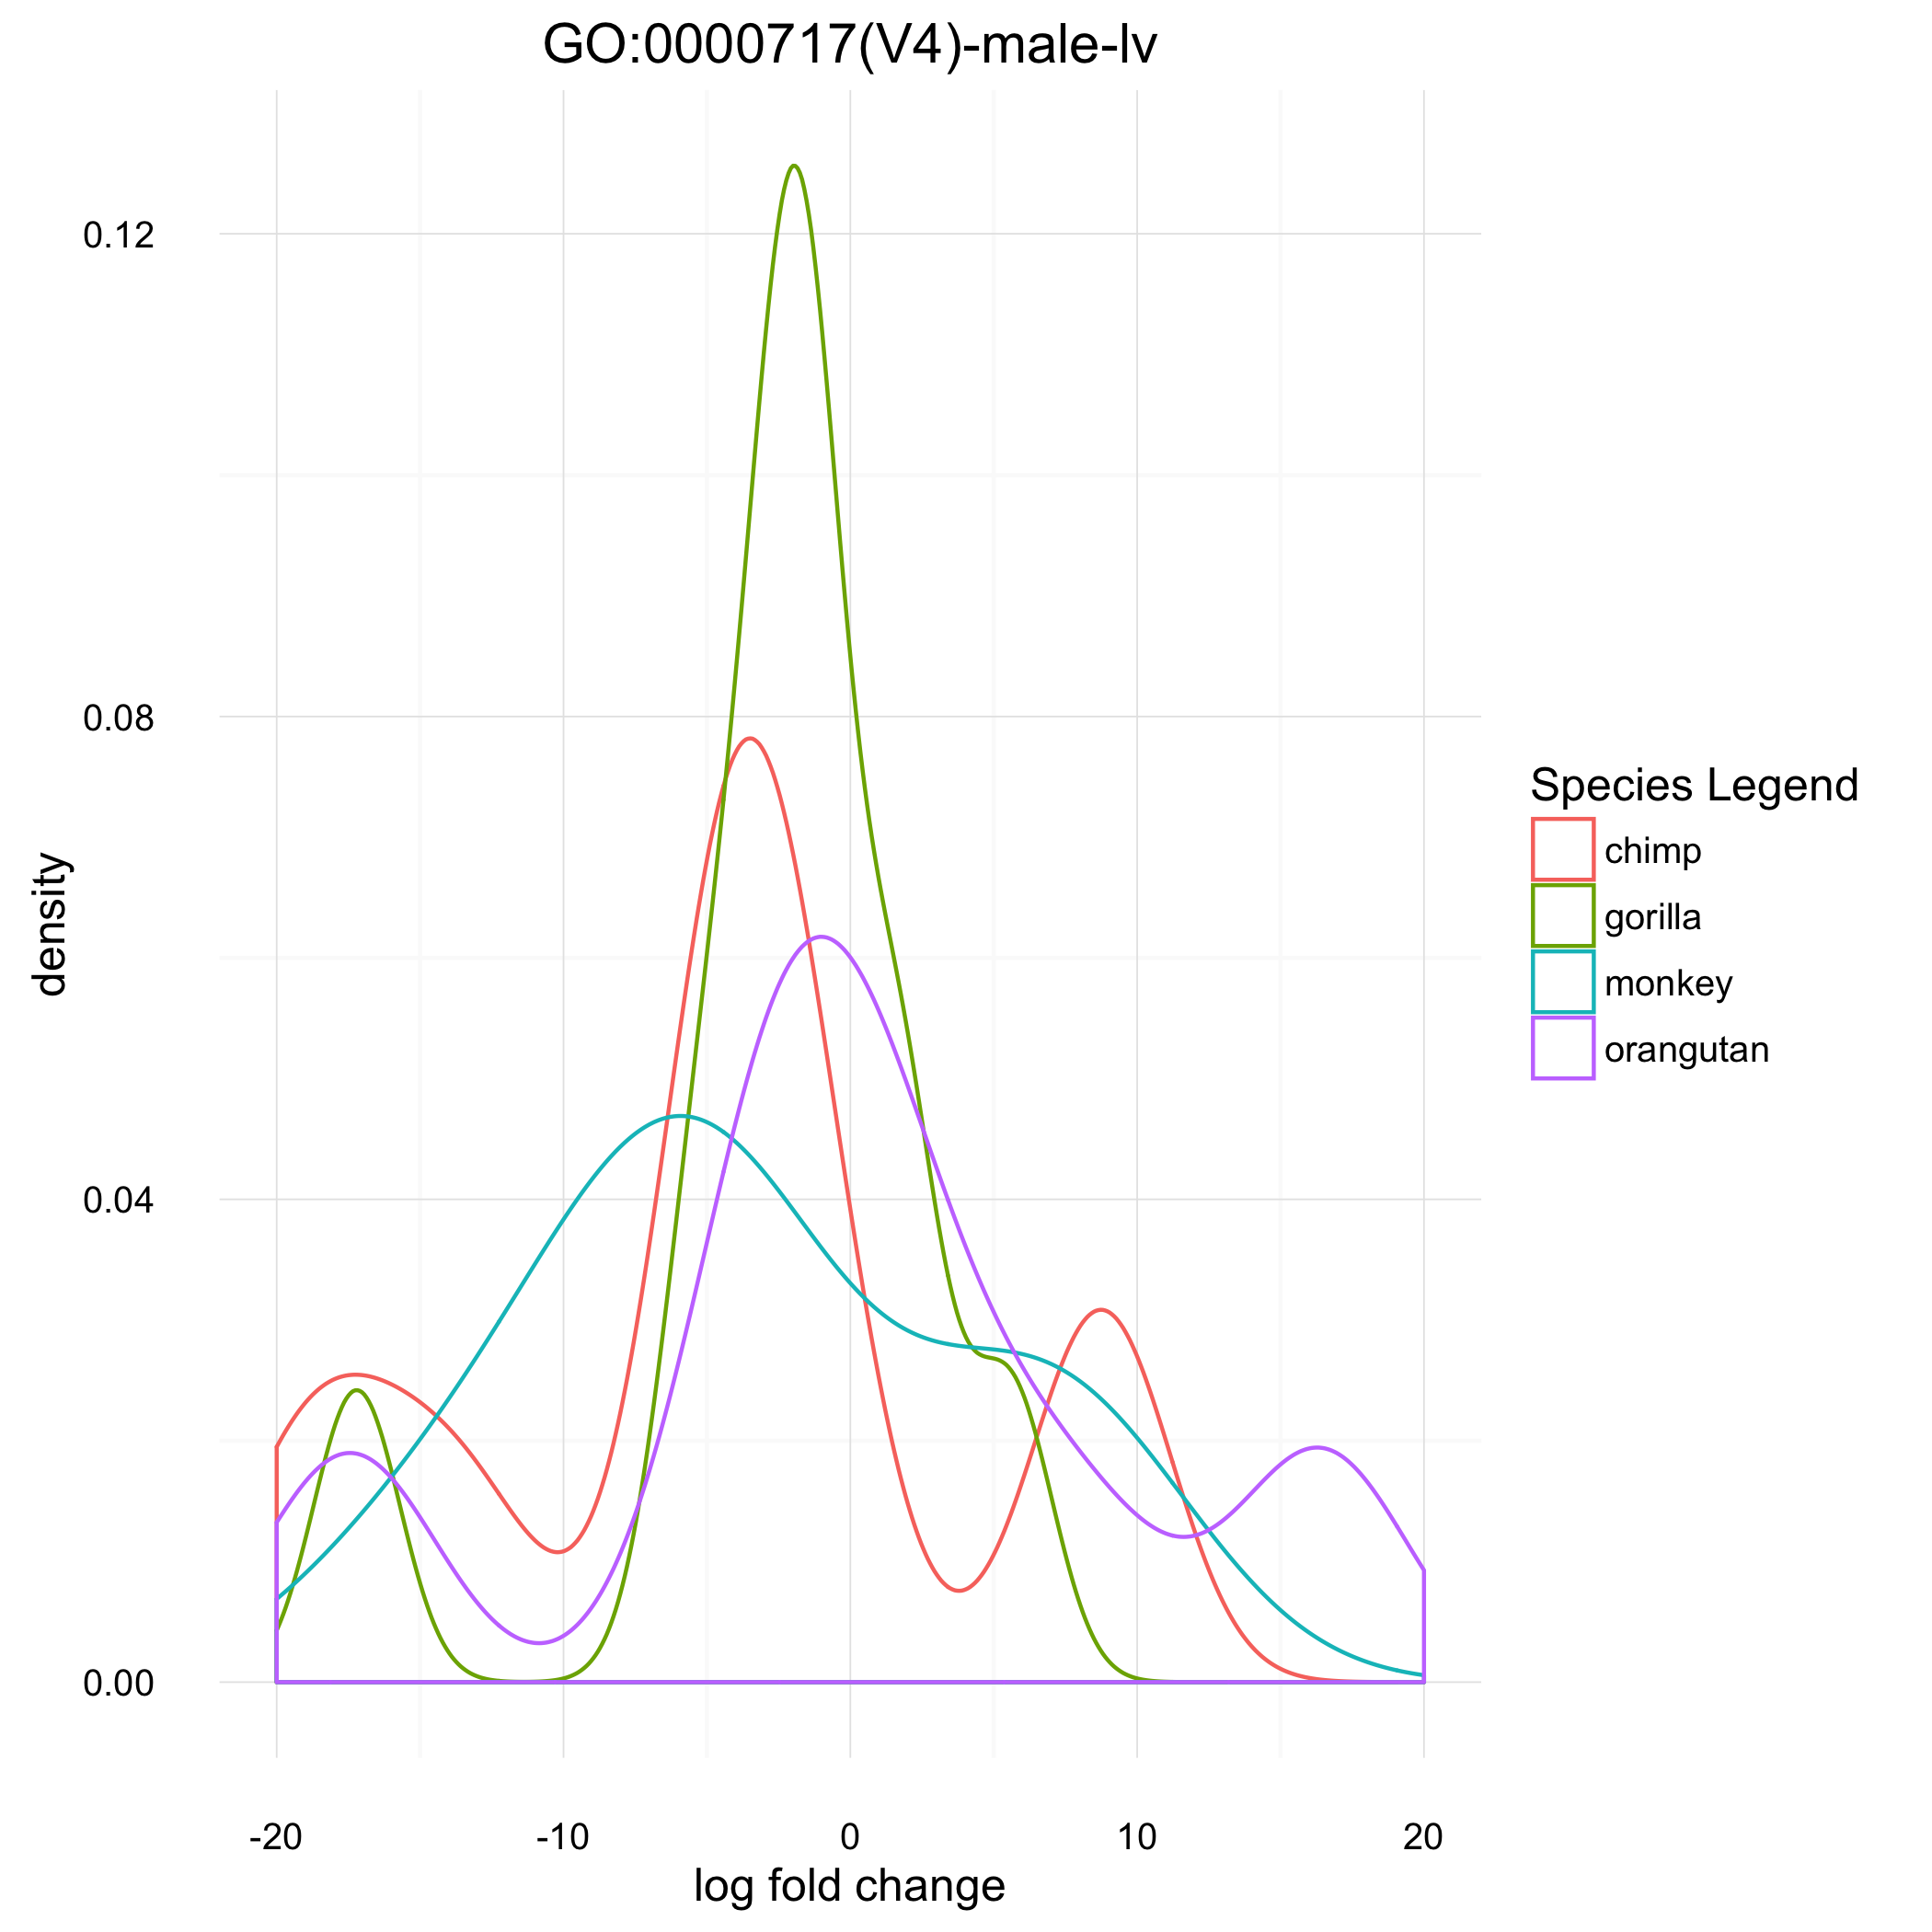 GO:0000717(V4)-male-lv
0.12
0.08
0.04
0.00
density
-20 -10 0 10 20
log fold change
Species Legend
chimp
gorilla
monkey
orangutan